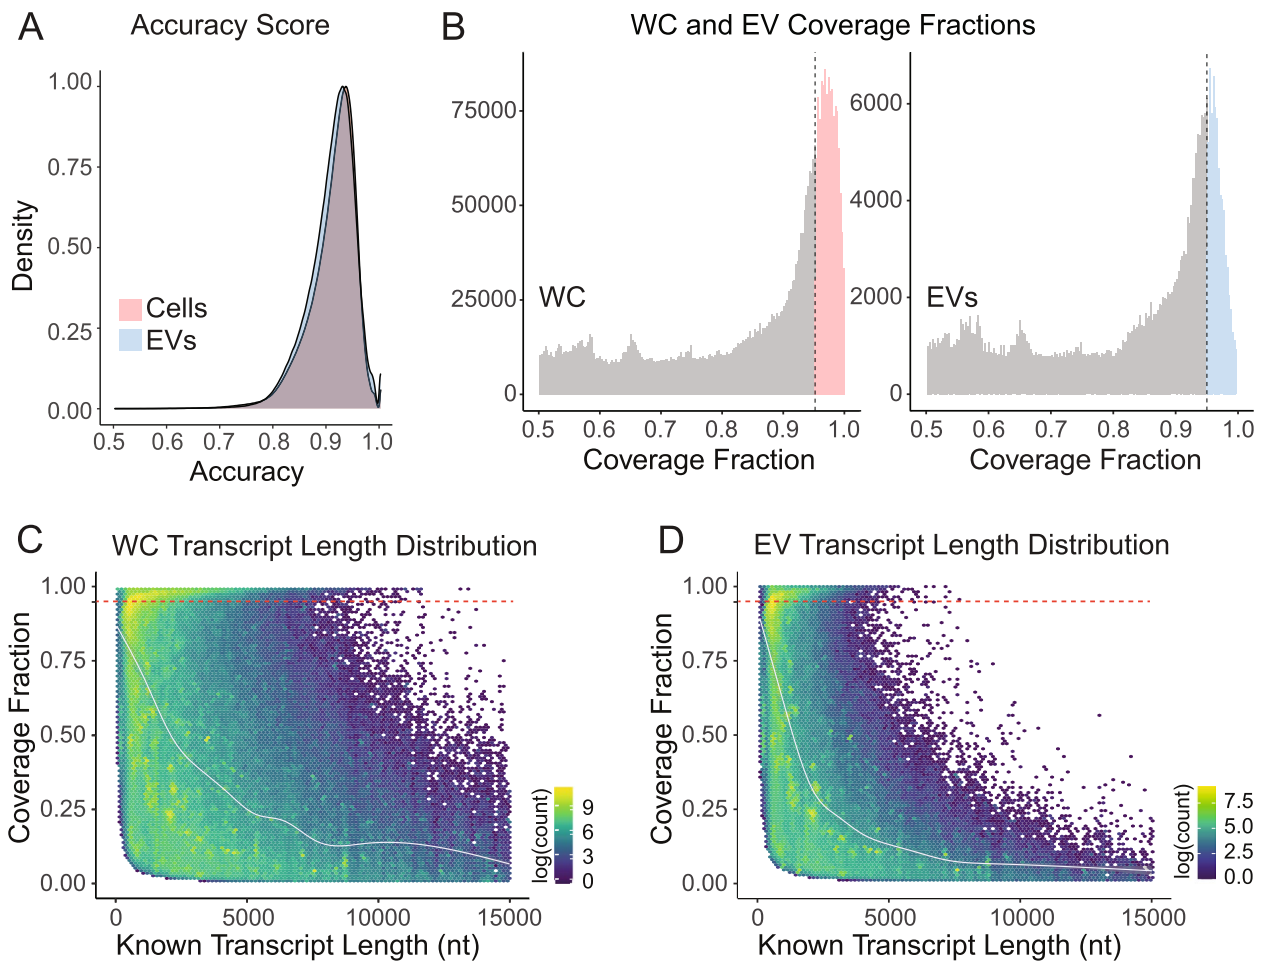 A
Accuracy Score
1.00
0.75
0.50
0.25
0.00
Density
Cells
EVs
0.5 0.6 0.7 0.8 0.9 1.0
Accuracy
B
WC and EV Coverage Fractions
75000
50000
25000
0
WC
0.5 0.6 0.7 0.8 0.9 1.0
Coverage Fraction
6000
4000
2000
0
EVs
0.5 0.6 0.7 0.8 0.9 1.0
Coverage Fraction
C
WC Transcript Length Distribution
1.00
0.75
0.50
0.25
0.00
Coverage Fraction
0 5000 10000 15000
Known Transcript Length (nt)
log(count)
9
6
3
0
D
EV Transcript Length Distribution
1.00
0.75
0.50
0.25
0.00
Coverage Fraction
0 5000 10000 15000
Known Transcript Length (nt)
log(count)
7.5
5.0
2.5
0.0